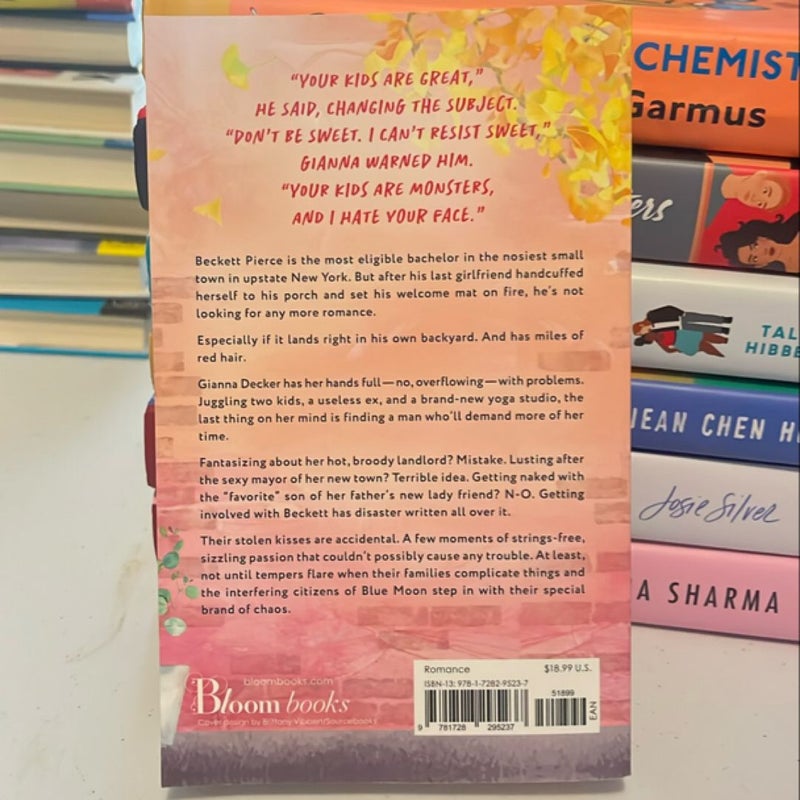 “YOUR KIDS ARE GREAT,”
HE SAID, CHANGING THE SUBJECT.
“DON’T BE SWEET. I CAN’T RESIST SWEET,”
GIANNA WARNED HIM.
“YOUR KIDS ARE MONSTERS,
AND I HATE YOUR FACE.”
Beckett Pierce is the most eligible bachelor in the nosiest small
town in upstate New York. But after his last girlfriend handcuffed
herself to his porch and set his welcome mat on fire, he’s not
looking for any more romance.
Especially if it lands right in his own backyard. And has miles of
red hair.
Gianna Decker has her hands full—no, overflowing—with problems.
Juggling two kids, a useless ex, and a brand-new yoga studio, the
last thing on her mind is finding a man who’ll demand more of her
time.
Fantasizing about her hot, broody landlord? Mistake. Lusting after
the sexy mayor of her new town? Terrible idea. Getting naked with
the “favorite” son of her father’s new lady friend? N-O. Getting
involved with Beckett has disaster written all over it.
Their stolen kisses are accidental. A few moments of strings-free,
sizzling passion that couldn’t possibly cause any trouble. At least,
not until tempers flare when their families complicate things and
the interfering citizens of Blue Moon step in with their special
brand of chaos.
bloombooks.com
Bloom books
Cover design by Brittany Vibbert/Sourcebooks
Romance $18.99 U.S.
ISBN-13: 978-1-7282-9523-7
51899
EAN
9 781728 295237
CHEMIST
Garmus
ers
TAL
HIBBE
JEAN CHEN H
Josie Silver
A SHARMA